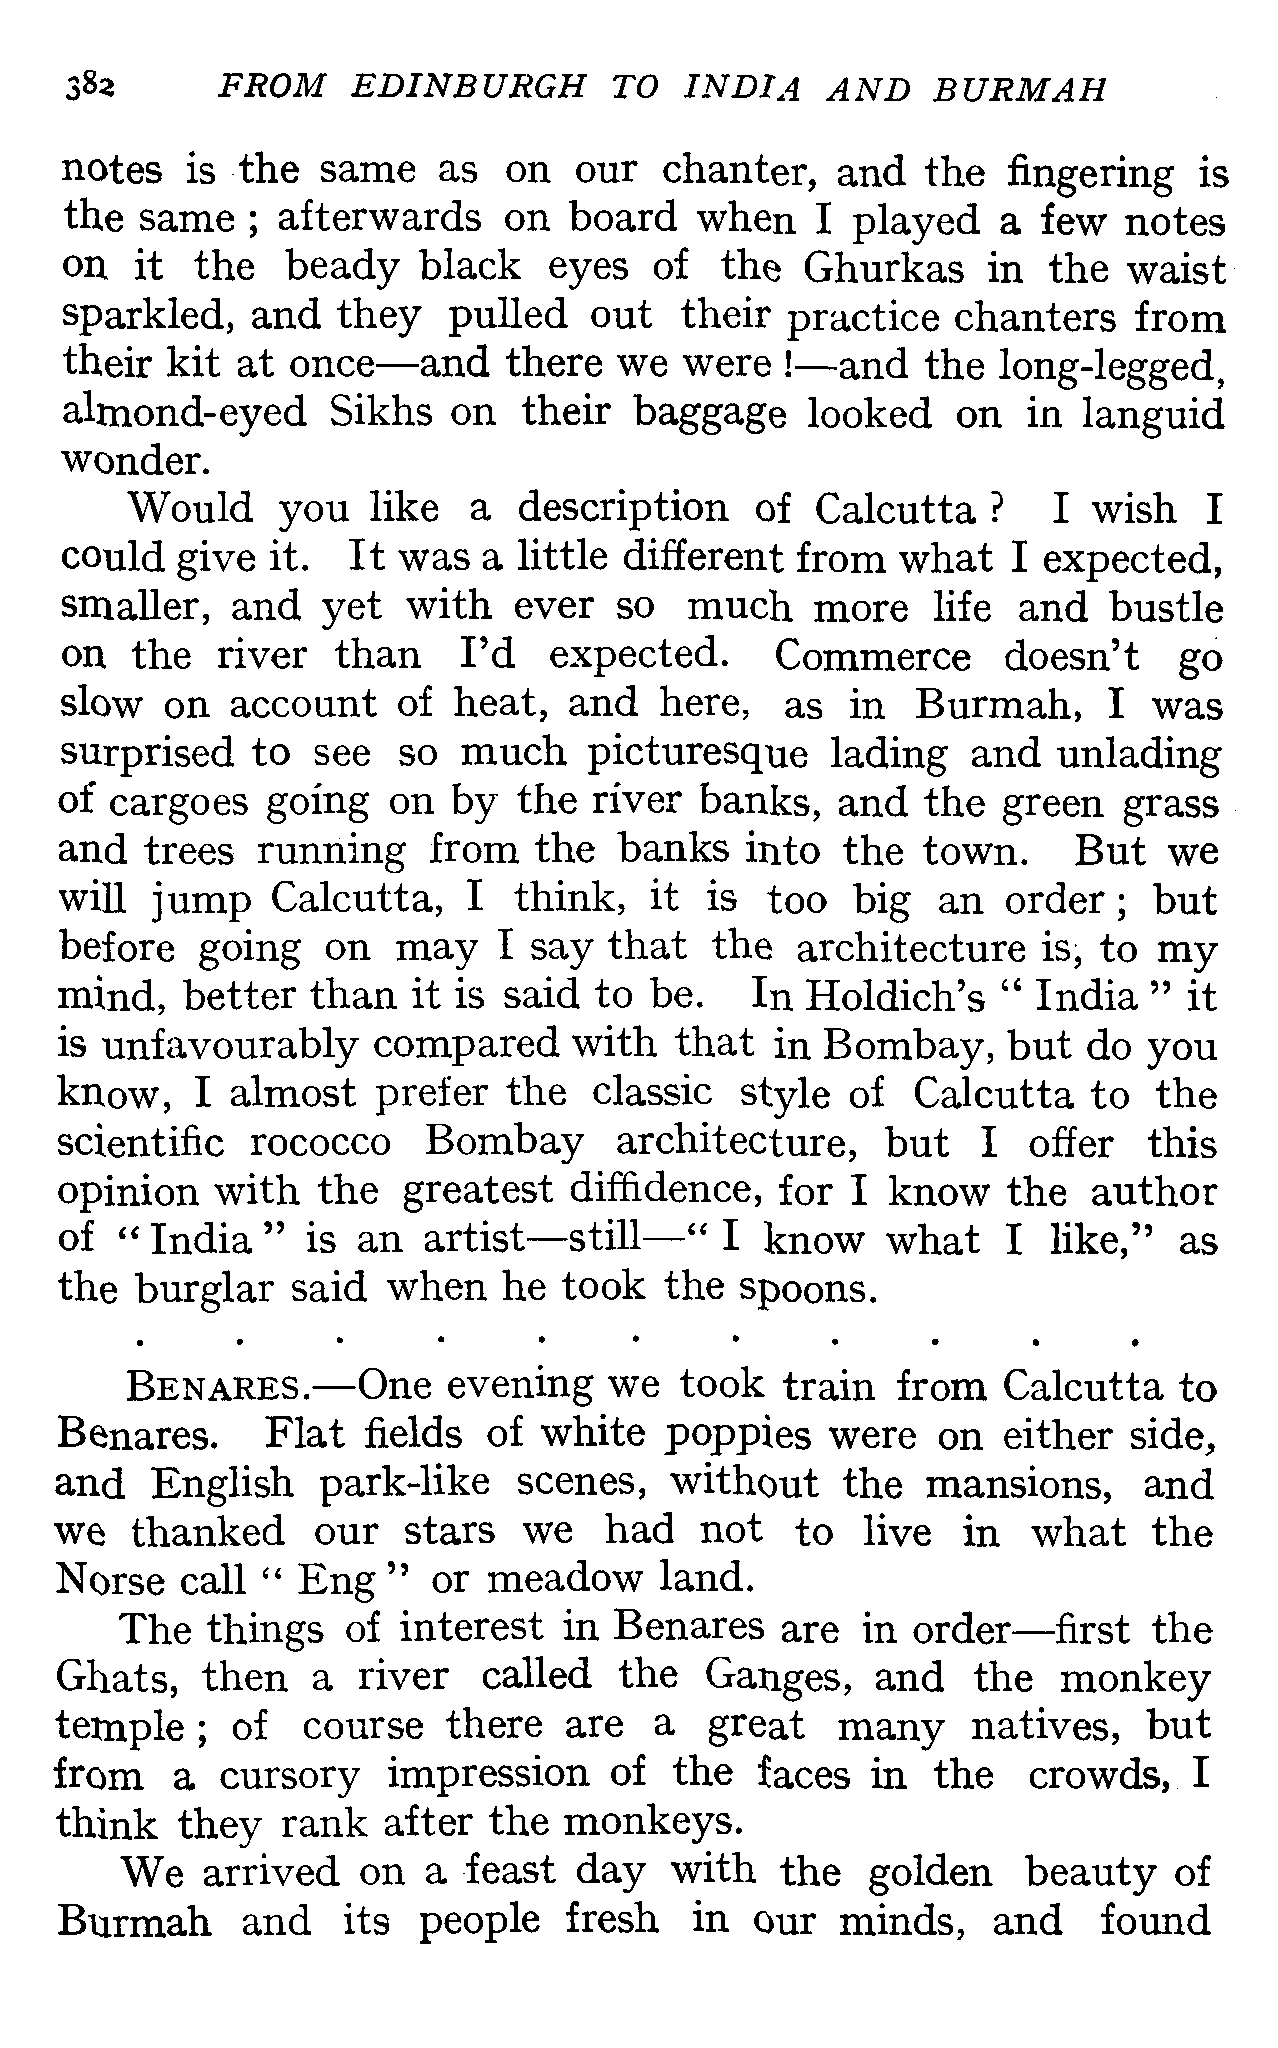 382 FROM EDINBURGH TO INDIA AND BURMAH
notes is the same as on our chanter, and the fingering is
the same ; afterwards on board when I played a few notes
on it the beady black eyes of the Ghurkas in the waist
sparkled, and they pulled out their practice chanters from
their kit at once—and there we were !—and the long-legged,
almond-eyed Sikhs on their baggage looked on in languid
wonder.
Would you like a description of Calcutta ? I wish I
could give it. It was a little different from what I expected,
smaller, and yet with ever so much more life and bustle
on the river than I'd expected. Commerce doesn't go
slow on account of heat, and here, as in Burmah, I was
surprised to see so much picturesque lading and unlading
of cargoes going on by the river banks, and the green grass
and trees running from the banks into the town. But we
will jump Calcutta, I think, it is too big an order ; but
before going on may I say that the architecture is, to my
mind, better than it is said to be. In Holdich's “ India ” it
is unfavourably compared with that in Bombay, but do you
know, I almost prefer the classic style of Calcutta to the
scientific rococco Bombay architecture, but I offer this
opinion with the greatest diffidence, for I know the author
of “ India ” is an artist—still—“ I know what I like,” as
the burglar said when he took the spoons.
. . . . . . . . . . .
BENARES.—One evening we took train from Calcutta to
Benares. Flat fields of white poppies were on either side,
and English park-like scenes, without the mansions, and
we thanked our stars we had not to live in what the
Norse call “ Eng ” or meadow land.
The things of interest in Benares are in order—first the
Ghats, then a river called the Ganges, and the monkey
temple ; of course there are a great many natives, but
from a cursory impression of the faces in the crowds, I
think they rank after the monkeys.
We arrived on a feast day with the golden beauty of
Burmah and its people fresh in our minds, and found